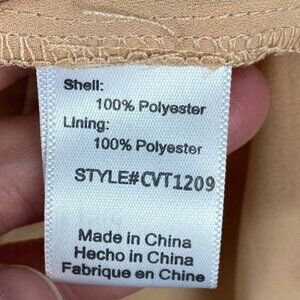 Shell:
100% Polyester
Lining:
100% Polyester
STYLE#CVT1209
Made in China
Hecho in China
Fabrique en Chine